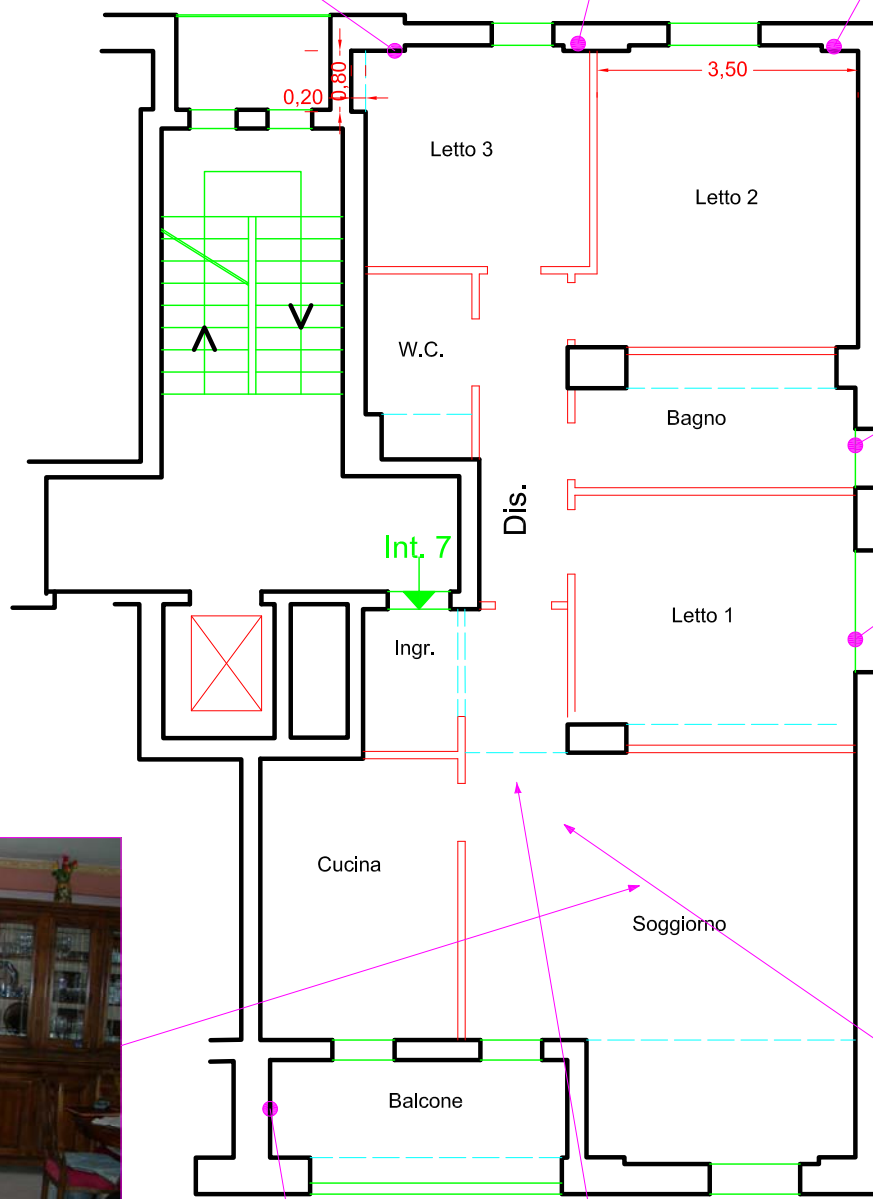 0,20
0,80
3,50
Letto 3
Letto 2
W.C.
Bagno
Dis.
Int. 7
Letto 1
Ingr.
Cucina
Soggiorno
Balcone